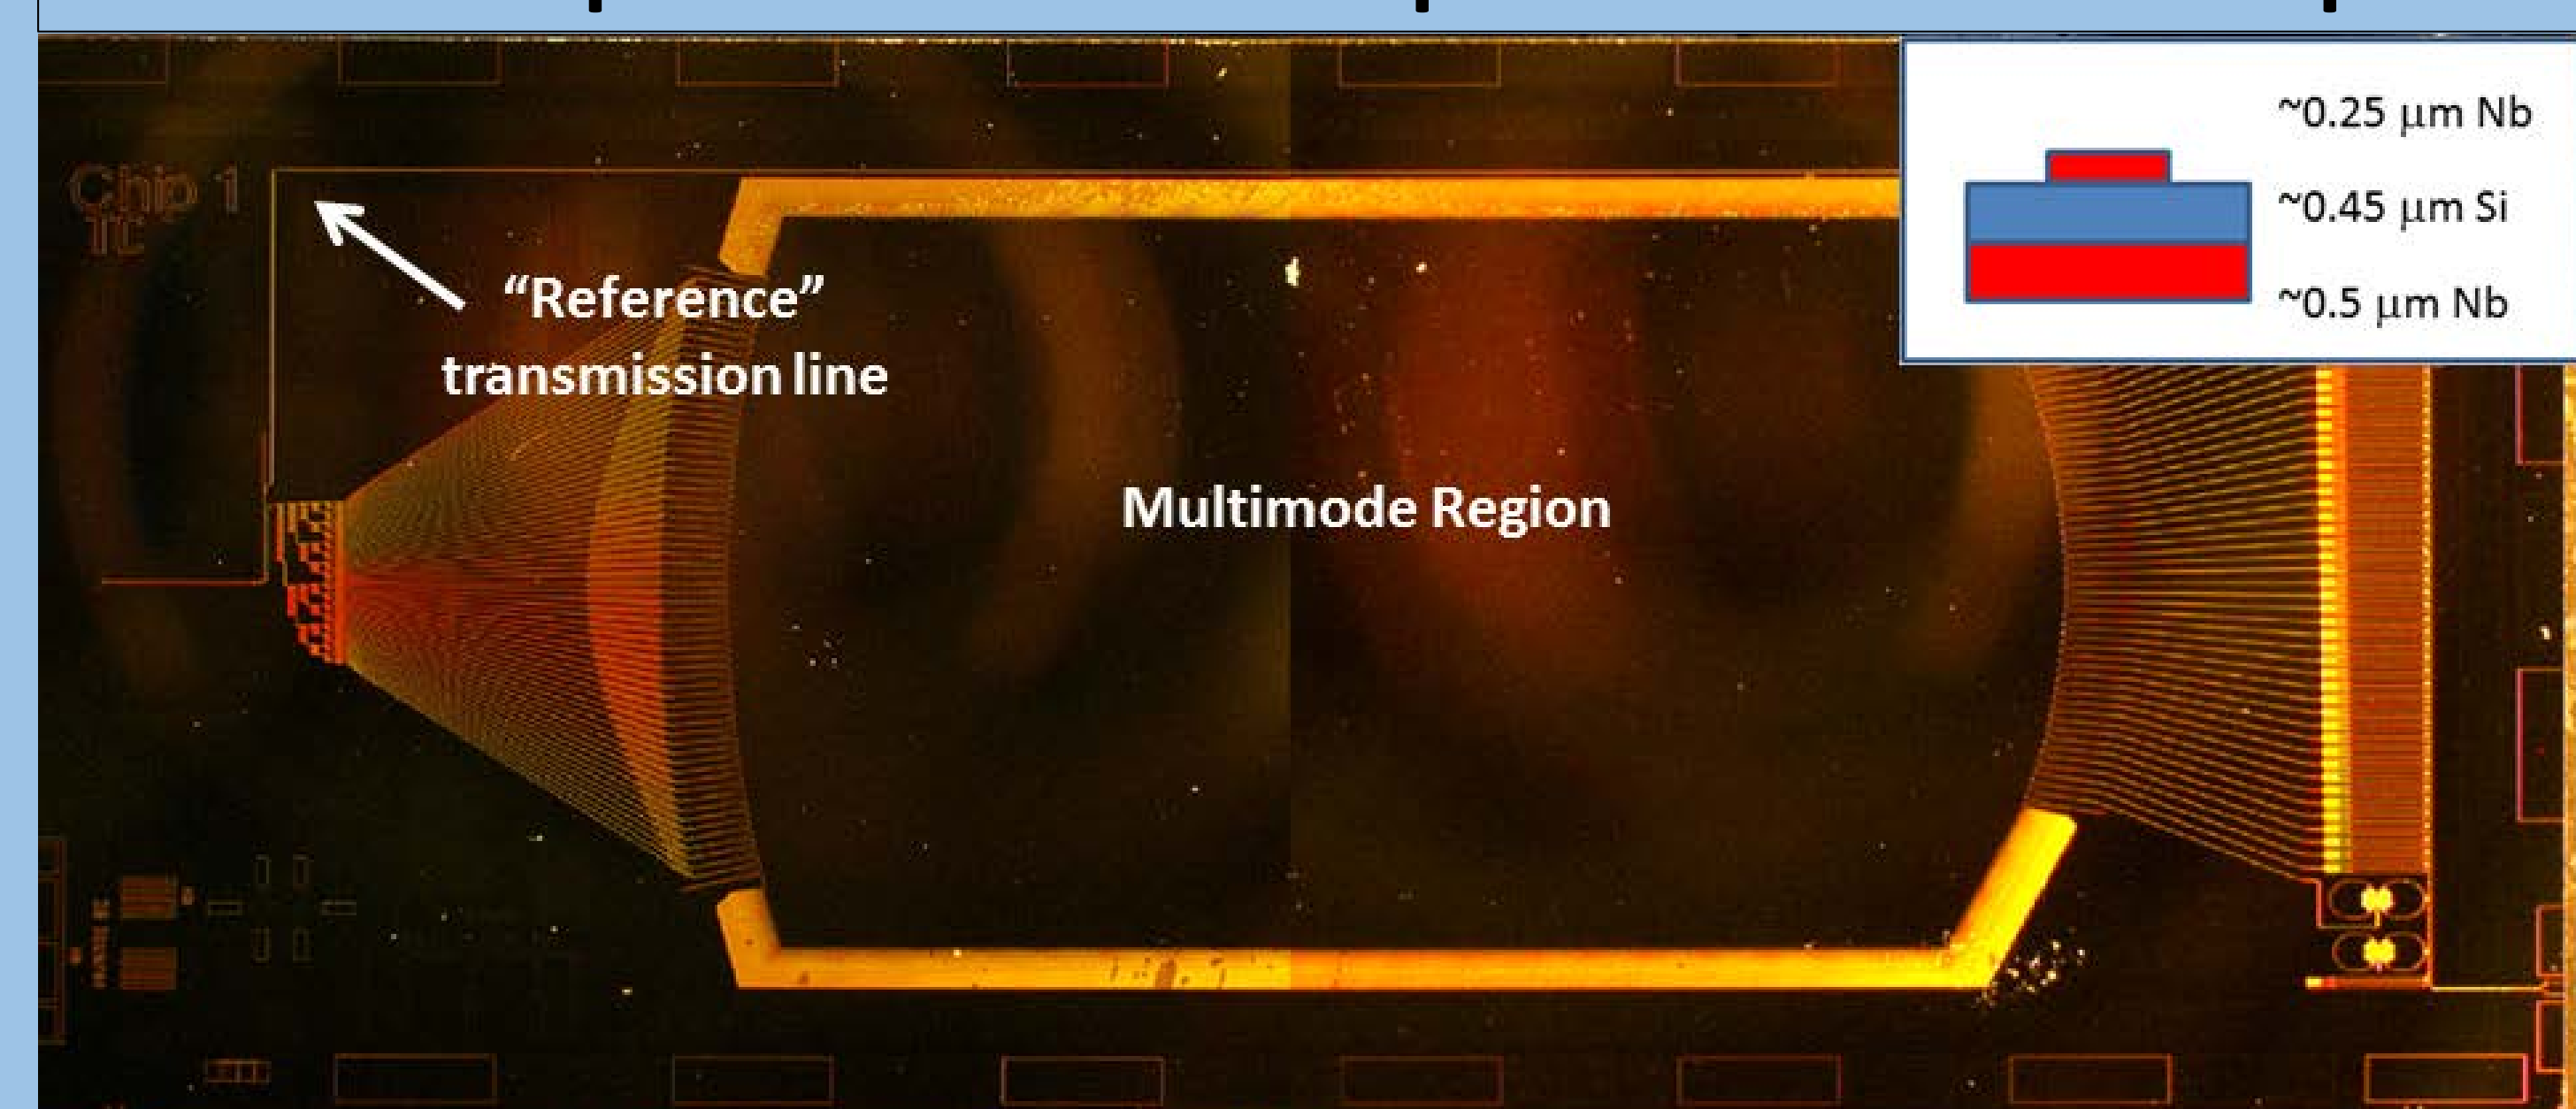 Chip 1
TC
“Reference”
transmission line
Multimode Region
~0.25 μm Nb
~0.45 μm Si
~0.5 μm Nb